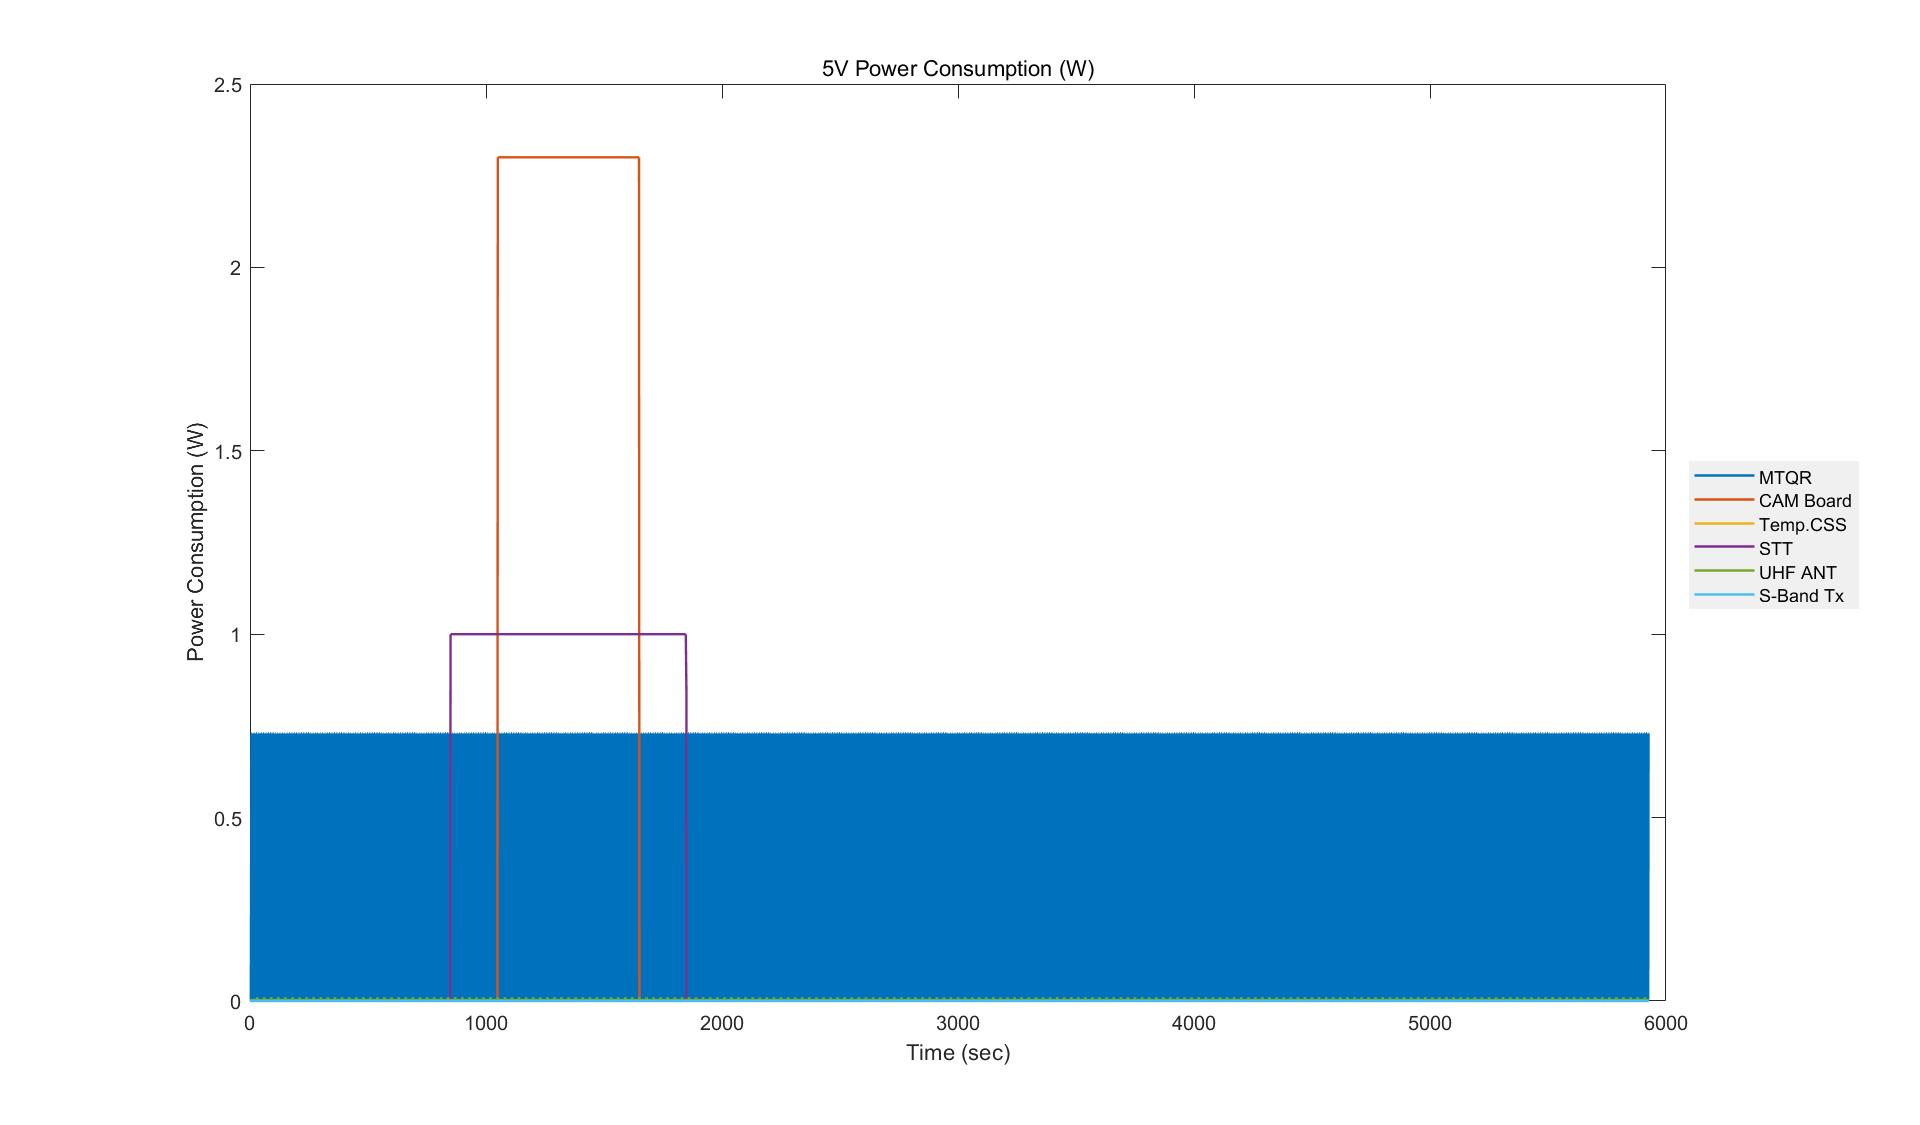 5V Power Consumption (W)
2.5
2
1.5
1
0.5
0
Power Consumption (W)
0 1000 2000 3000 4000 5000 6000
Time (sec)
MTQR
CAM Board
Temp.CSS
STT
UHF ANT
S-Band Tx